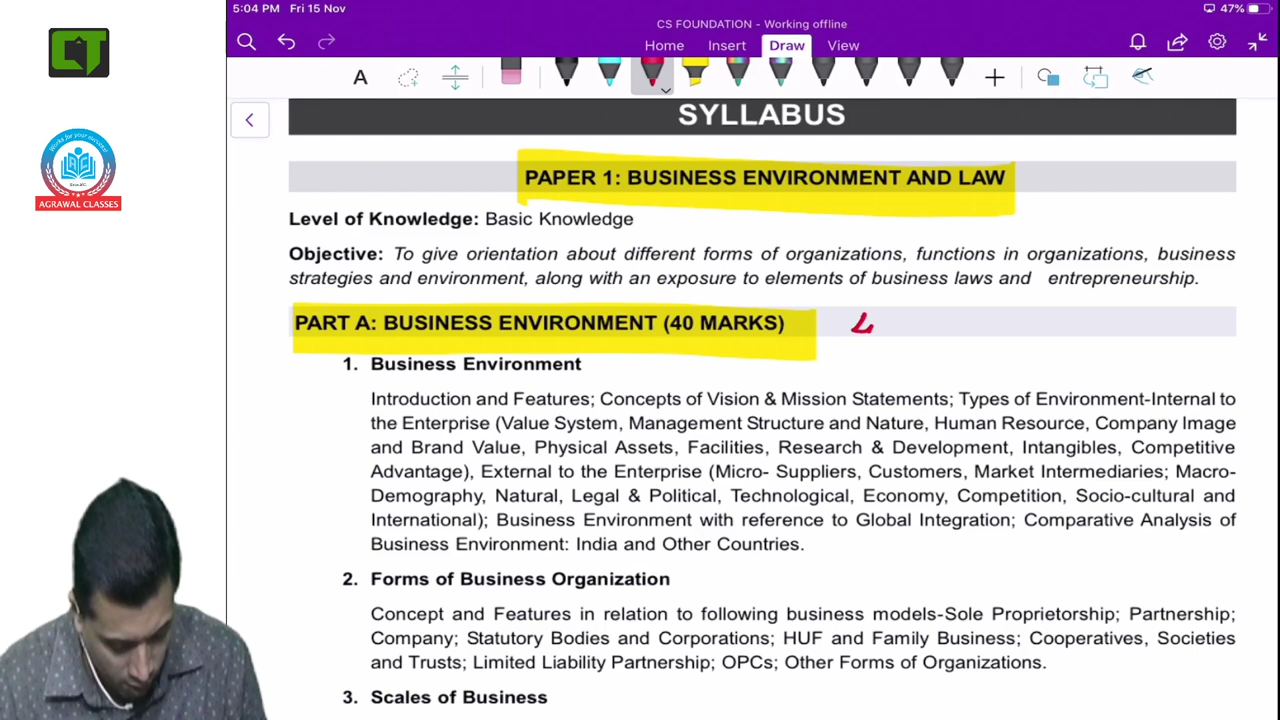 5:04 PM Fri 15 Nov
47%
CS FOUNDATION - Working offline
Home Insert Draw View
A
SYLLABUS
PAPER 1: BUSINESS ENVIRONMENT AND LAW
Level of Knowledge: Basic Knowledge
Objective: To give orientation about different forms of organizations, functions in organizations, business
strategies and environment, along with an exposure to elements of business laws and entrepreneurship.
PART A: BUSINESS ENVIRONMENT (40 MARKS)
1. Business Environment
Introduction and Features; Concepts of Vision & Mission Statements; Types of Environment-Internal to
the Enterprise (Value System, Management Structure and Nature, Human Resource, Company Image
and Brand Value, Physical Assets, Facilities, Research & Development, Intangibles, Competitive
Advantage), External to the Enterprise (Micro- Suppliers, Customers, Market Intermediaries; Macro-
Demography, Natural, Legal & Political, Technological, Economy, Competition, Socio-cultural and
International); Business Environment with reference to Global Integration; Comparative Analysis of
Business Environment: India and Other Countries.
2. Forms of Business Organization
Concept and Features in relation to following business models-Sole Proprietorship; Partnership;
Company; Statutory Bodies and Corporations; HUF and Family Business; Cooperatives, Societies
and Trusts; Limited Liability Partnership; OPCs; Other Forms of Organizations.
3. Scales of Business
CT
Works for your success!
AGRAWAL CLASSES